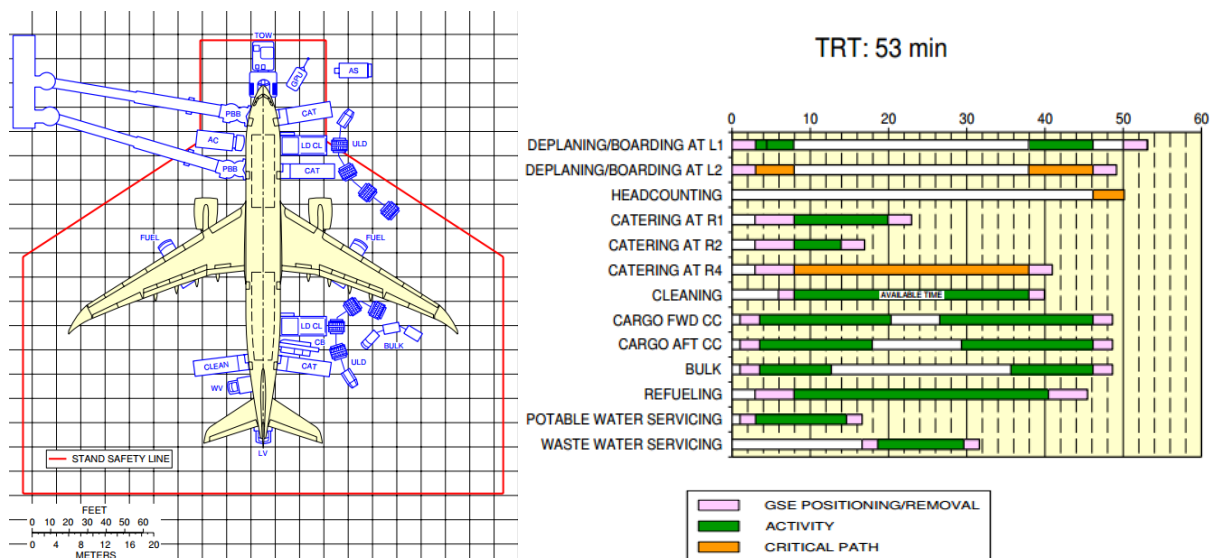 TOW
GPU
AS
PBB
CAT
AC
LD CL
ULD
PBB
CAT
FUEL
FUEL
LD CL
CB
BULK
ULD
CLEAN
CAT
WV
LV
STAND SAFETY LINE
FEET
0 10 20 30 40 50 60
0 4 8 12 16 20
METERS
TRT: 53 min
0 10 20 30 40 50 60
DEPLANING/BOARDING AT L1
DEPLANING/BOARDING AT L2
HEADCOUNTING
CATERING AT R1
CATERING AT R2
CATERING AT R4
CLEANING
AVAILABLE TIME
CARGO FWD CC
CARGO AFT CC
BULK
REFUELING
POTABLE WATER SERVICING
WASTE WATER SERVICING
GSE POSITIONING/REMOVAL
ACTIVITY
CRITICAL PATH